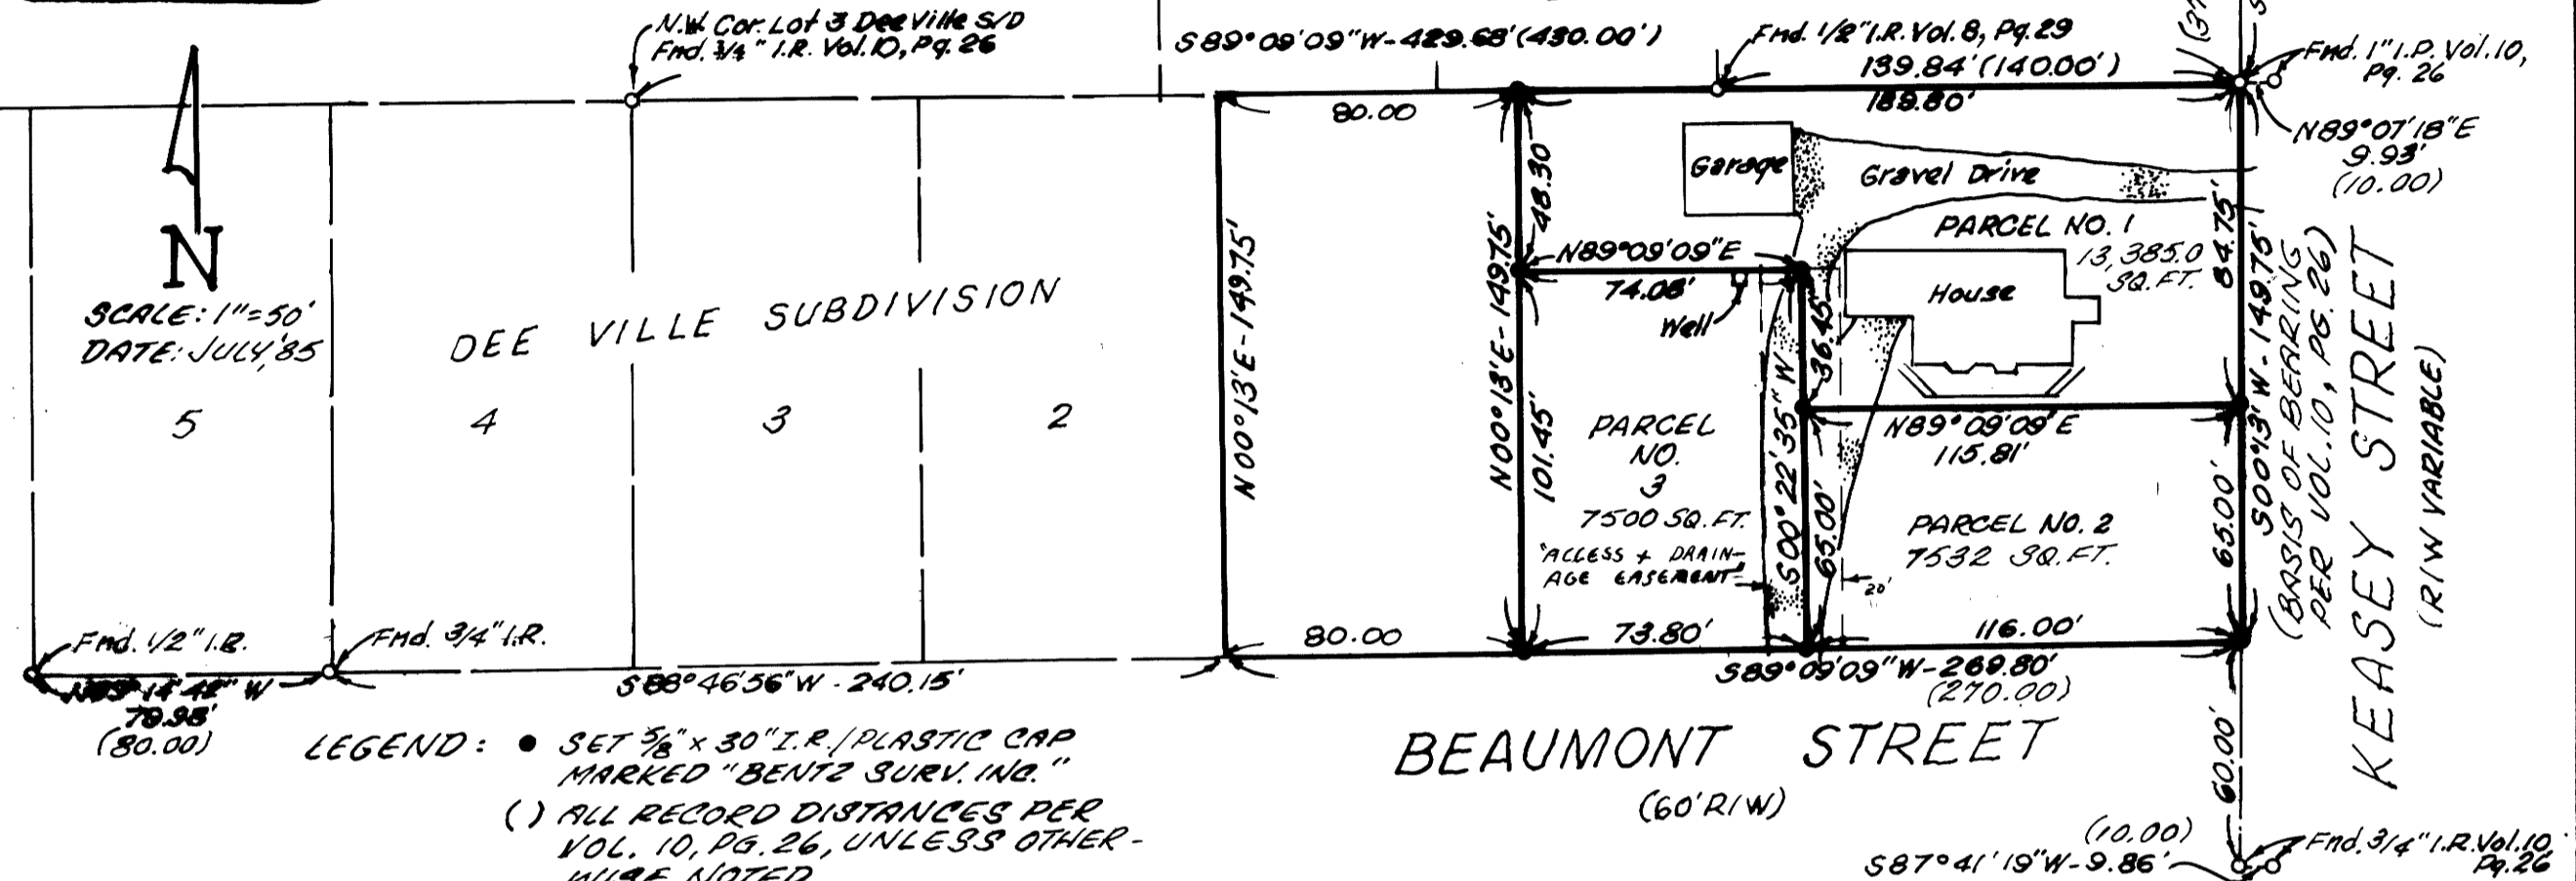 N.W. Cor. Lot 3 Dee Ville S/D
Fnd. 3/4" I.R. Vol. 10, Pg. 26
S89°09'09"W-429.68'(430.00')
Fnd. 1/2" I.R. Vol. 8, Pg. 29
139.84'(140.00')
189.80'
Fnd. 1" I.P. Vol. 10,
Pg. 26
N89°07'18"E
9.93'
(10.00)
80.00
48.30
Garage
Gravel Drive
PARCEL NO. 1
13,385.0
SQ. FT.
84.75'
N
SCALE: 1"=50'
DATE: JULY, '85
DEE VILLE SUBDIVISION
5
4
3
2
N00°13'E-149.75'
N00°13'E-149.75'
101.45'
N89°09'09"E
74.08'
Well
House
36.45'
S00°22'35" W
65.00'
PARCEL
NO.
3
7500 SQ. FT.
"ACCESS + DRAIN-
AGE EASEMENT"
20'
N89°09'09"E
115.81'
PARCEL NO. 2
7532 SQ. FT.
65.00'
S00°13'W-149.75'
(BASIS OF BEARING
PER VOL. 10, PG. 26)
KEASEY STREET
(R/W VARIABLE)
Fnd. 1/2" I.R.
Fnd. 3/4" I.R.
80.00
73.80'
116.00'
S89°09'09"W-269.80'
(270.00)
S88°46'56"W-240.15'
79.98'
(80.00)
LEGEND: ● SET 5/8" x 30" I.R./PLASTIC CAP
MARKED "BENTZ SURV. INC."
( ) ALL RECORD DISTANCES PER
VOL. 10, PG. 26, UNLESS OTHER-
WISE NOTED
BEAUMONT STREET
(60' R/W)
60.00'
(10.00)
S87°41'19"W-9.86'
Fnd. 3/4" I.R. Vol. 10
Pg. 26